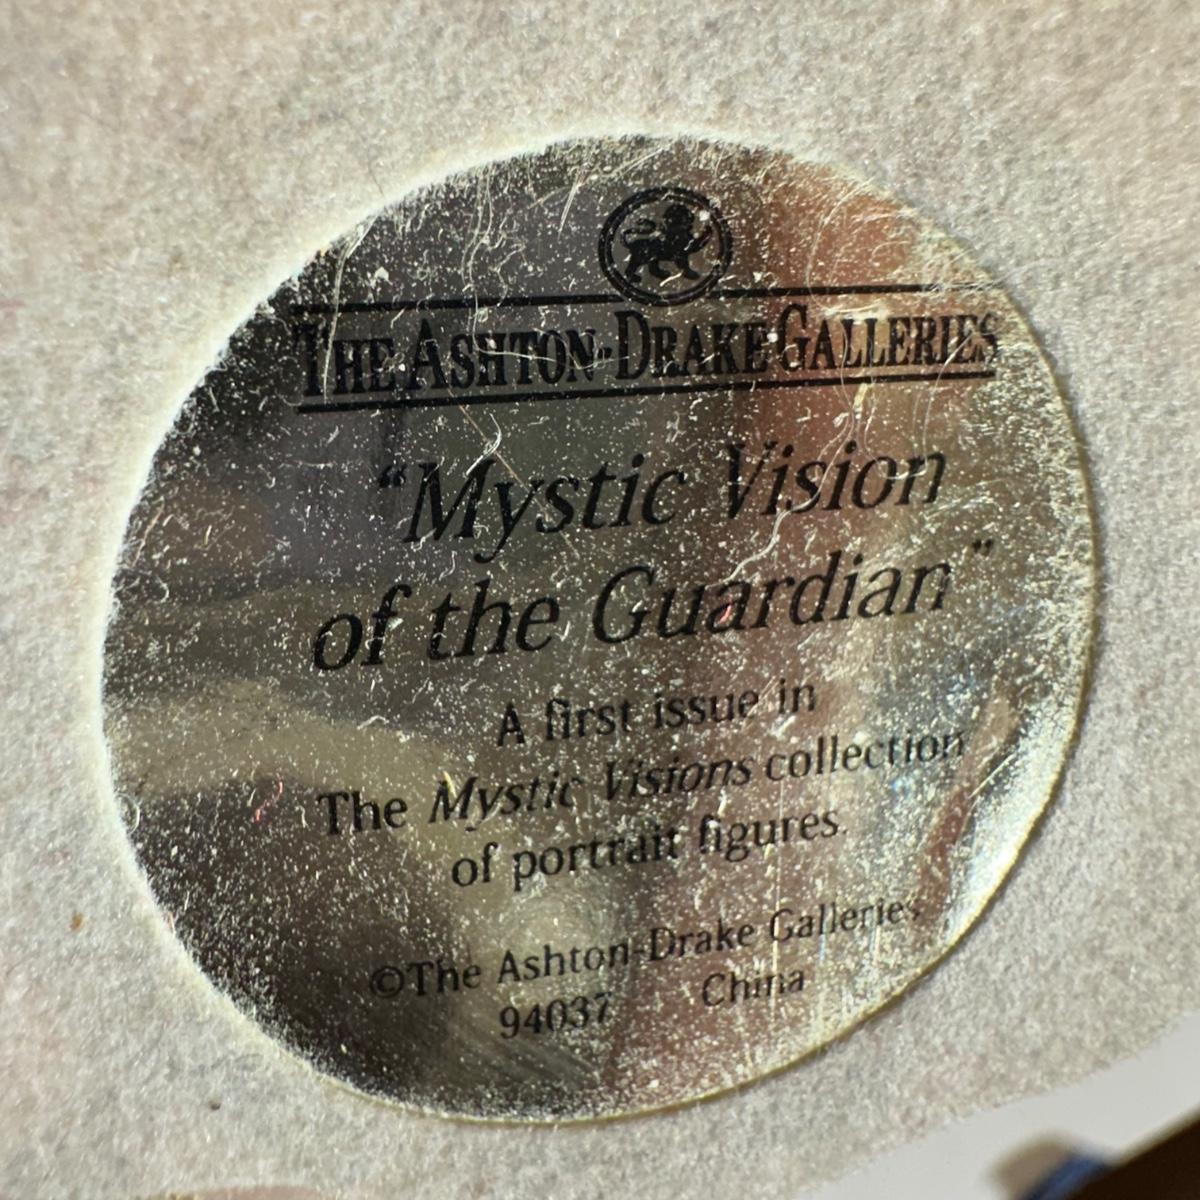 THE ASHTON-DRAKE GALLERIES
“Mystic Vision
of the Guardian”
A first issue in
The Mystic Visions collection
of portrait figures.
©The Ashton-Drake Galleries
94037 China